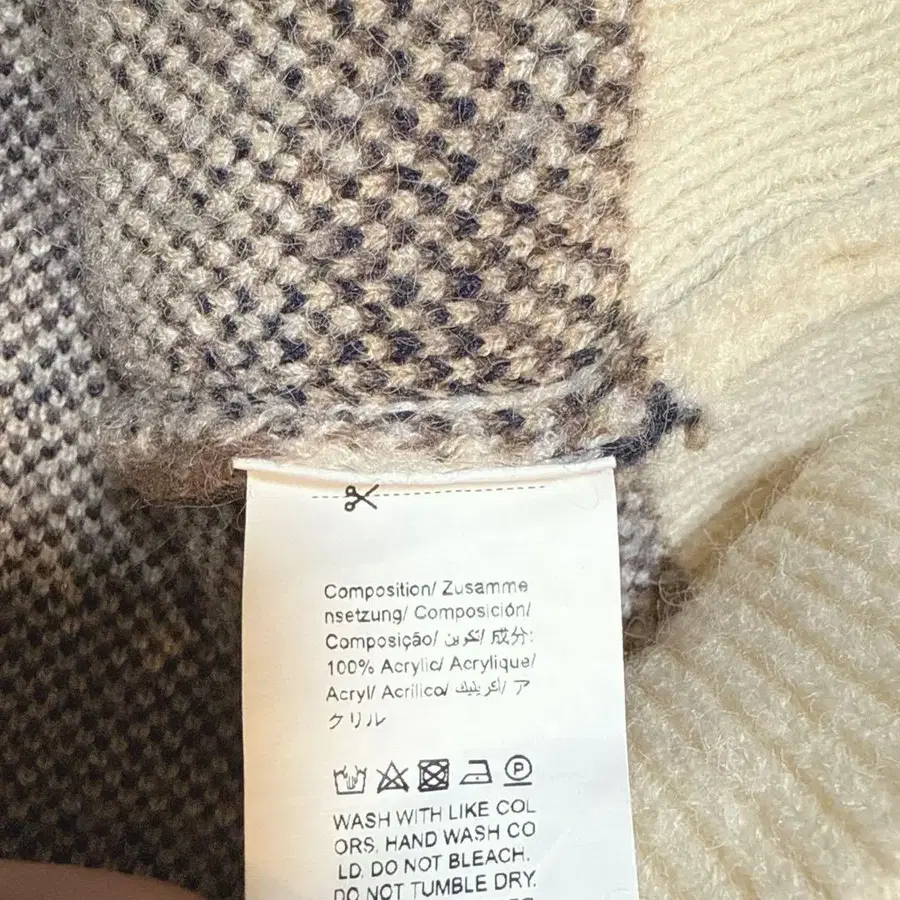 Composition/ Zusamme
nsetzung/ Composición/
Composição/ تكوين/ 成分:
100% Acrylic/ Acrylique/
Acryl/ Acrílico/ أكريليك/ ア
クリル
P
WASH WITH LIKE COL
ORS, HAND WASH CO
LD. DO NOT BLEACH.
DO NOT TUMBLE DRY.